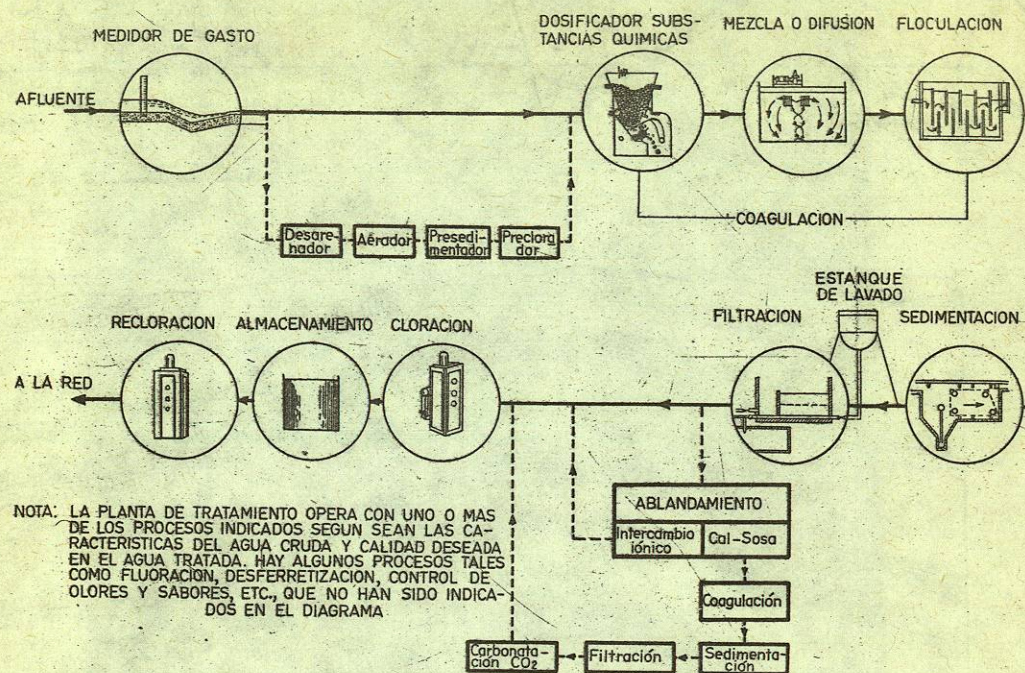 MEDIDOR DE GASTO
DOSIFICADOR SUBS-
TANCIAS QUIMICAS
MEZCLA O DIFUSION
FLOCULACION
AFLUENTE
COAGULACION
Desare-
nador
Aérador
Presedi-
mentador
Preclora
dor
ESTANQUE
DE LAVADO
RECLORACION
ALMACENAMIENTO
CLORACION
FILTRACION
SEDIMENTACION
A LA RED
ABLANDAMIENTO
Intercambio
iónico
Cal-Sosa
Coagulación
Sedimenta-
ción
Filtración
Carbonata-
ción CO₂
NOTA: LA PLANTA DE TRATAMIENTO OPERA CON UNO O MAS
DE LOS PROCESOS INDICADOS SEGUN SEAN LAS CA-
RACTERISTICAS DEL AGUA CRUDA Y CALIDAD DESEADA
EN EL AGUA TRATADA. HAY ALGUNOS PROCESOS TALES
COMO FLUORACION, DESFERRETIZACION, CONTROL DE
OLORES Y SABORES, ETC., QUE NO HAN SIDO INDICA-
DOS EN EL DIAGRAMA